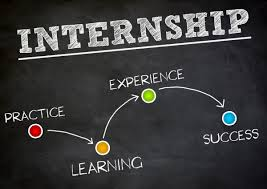 INTERNSHIP
EXPERIENCE
PRACTICE
SUCCESS
LEARNING